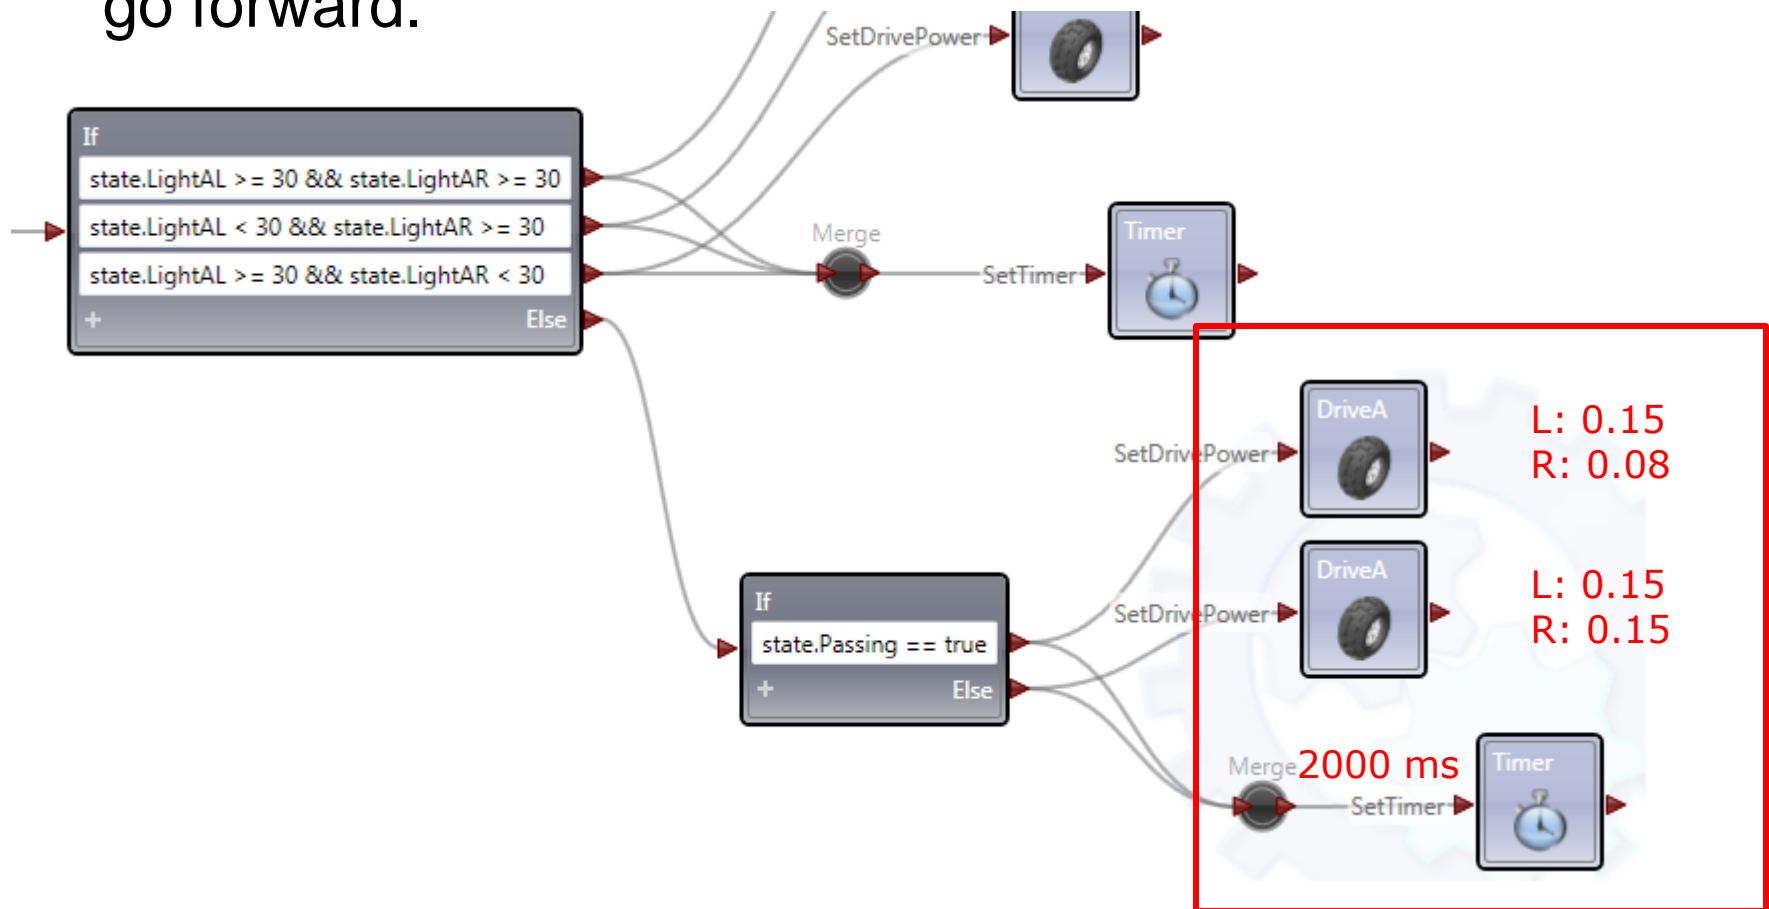 go forward.
SetDrivePower
If
state.LightAL >= 30 && state.LightAR >= 30
state.LightAL < 30 && state.LightAR >= 30
state.LightAL >= 30 && state.LightAR < 30
+ Else
Merge
SetTimer
Timer
SetDrivePower
DriveA
L: 0.15
R: 0.08
If
state.Passing == true
+ Else
SetDrivePower
DriveA
L: 0.15
R: 0.15
Merge
2000 ms
SetTimer
Timer